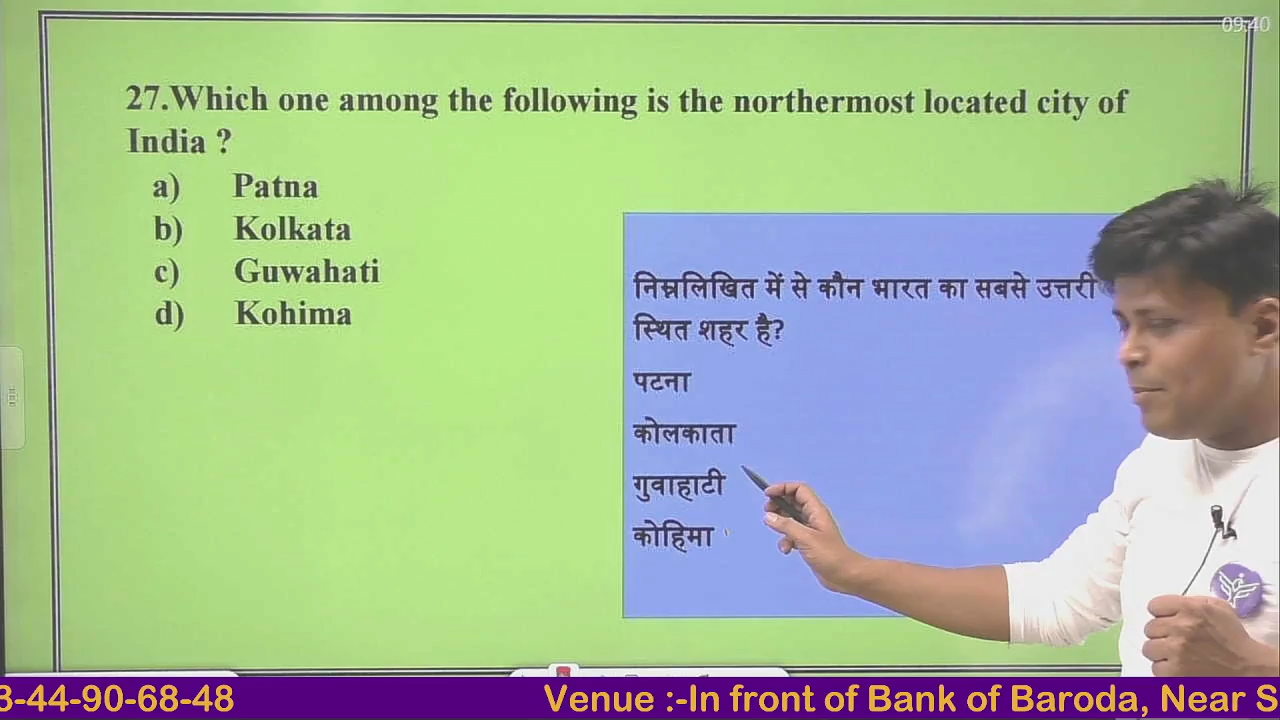 09:40
27.Which one among the following is the northermost located city of
India ?
a) Patna
b) Kolkata
c) Guwahati
d) Kohima
निम्नलिखित में से कौन भारत का सबसे उत्तरी
स्थित शहर है?
पटना
कोलकाता
गुवाहाटी
कोहिमा
8-44-90-68-48 Venue :-In front of Bank of Baroda, Near S